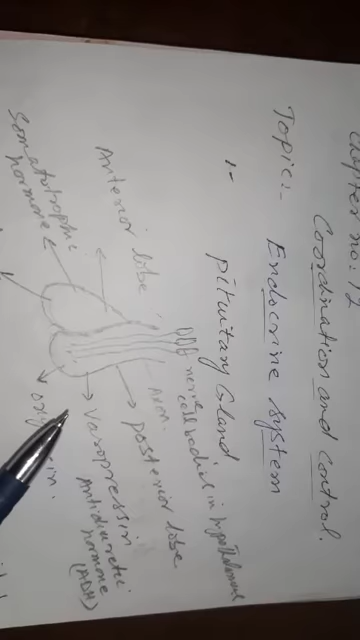 Chapter no: 12
Coordination and control.
Topic:- Endocrine system
1- Pituitary Gland
nerve
cell bodies in hypothalamus
Axon.
Anterior lobe
posterior lobe
Somatotrophic
hormone
vasopressin
Antidiuretic
hormone
(ADH)